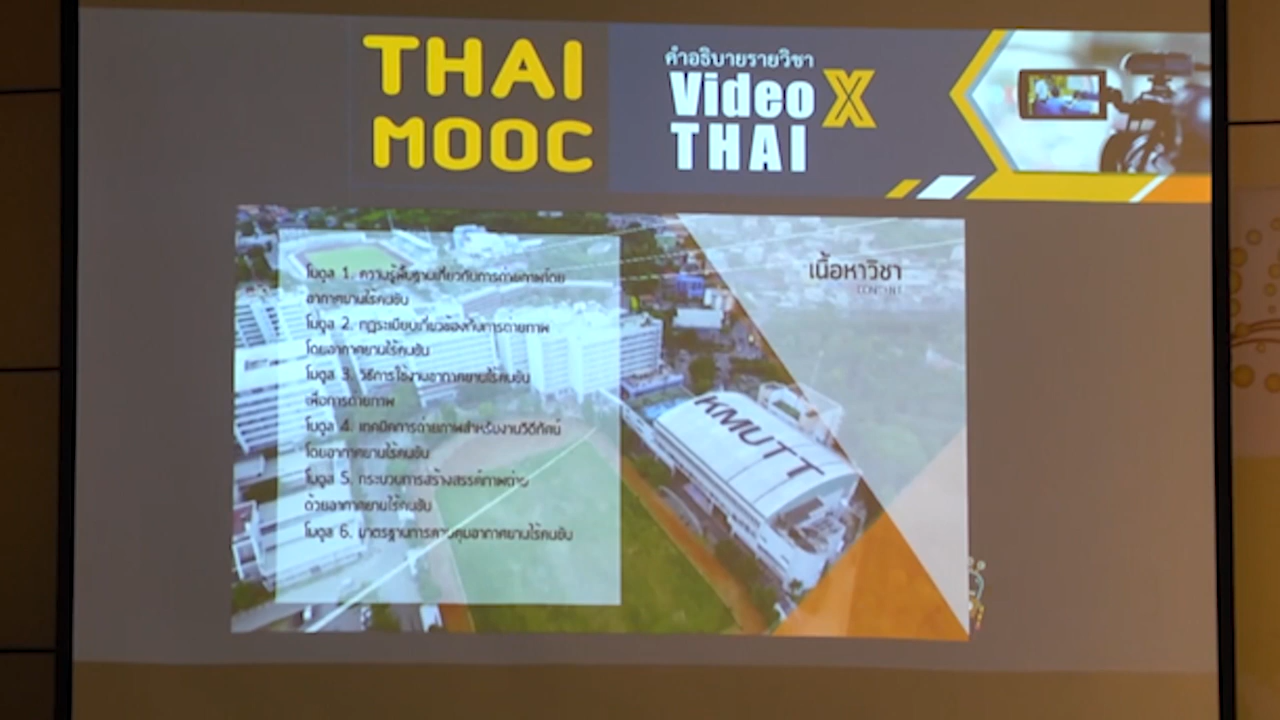 THAI
MOOC
คำอธิบายรายวิชา
Video X
THAI
เนื้อหาวิชา
CONTENT
โมดูล 1. ความรู้พื้นฐานเกี่ยวกับการถ่ายภาพโดย
อากาศยานไร้คนขับ
โมดูล 2. กฎระเบียบเกี่ยวข้องกับการถ่ายภาพ
โดยอากาศยานไร้คนขับ
โมดูล 3. วิธีการใช้งานอากาศยานไร้คนขับ
เพื่อการถ่ายภาพ
โมดูล 4. เทคนิคการถ่ายภาพสำหรับงานวิดีทัศน์
โดยอากาศยานไร้คนขับ
โมดูล 5. กระบวนการสร้างสรรค์ภาพถ่าย
ด้วยอากาศยานไร้คนขับ
โมดูล 6. มาตรฐานการควบคุมอากาศยานไร้คนขับ
KMUTT